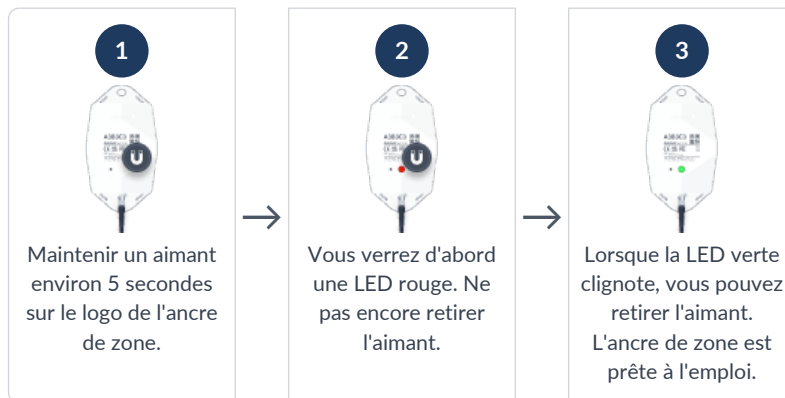 1
Maintenir un aimant
environ 5 secondes
sur le logo de l'ancre
de zone.
2
Vous verrez d'abord
une LED rouge. Ne
pas encore retirer
l'aimant.
3
Lorsque la LED verte
clignote, vous pouvez
retirer l'aimant.
L'ancre de zone est
prête à l'emploi.